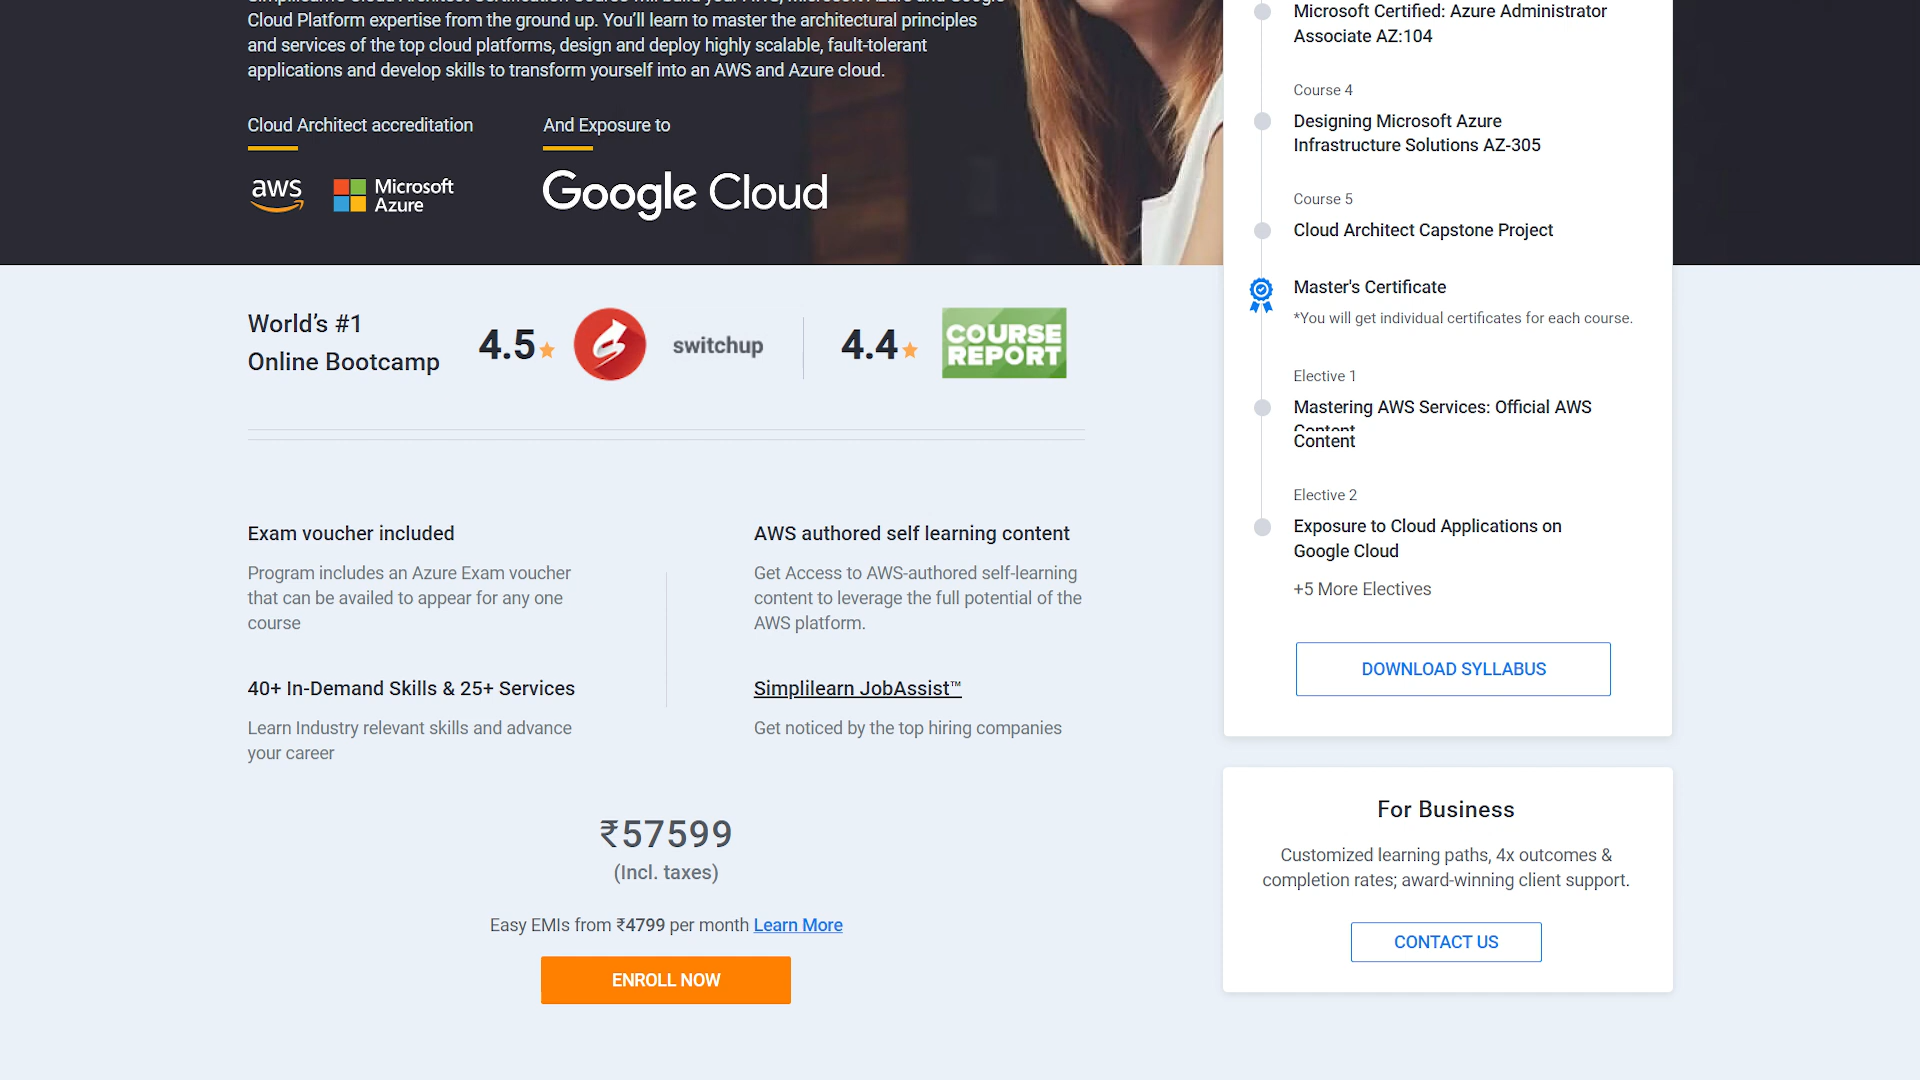 Cloud Platform expertise from the ground up. You’ll learn to master the architectural principles
and services of the top cloud platforms, design and deploy highly scalable, fault-tolerant
applications and develop skills to transform yourself into an AWS and Azure cloud.
Cloud Architect accreditation
And Exposure to
aws
Microsoft
Azure
Google Cloud
World’s #1
Online Bootcamp
4.5
switchup
4.4
COURSE
REPORT
Exam voucher included
Program includes an Azure Exam voucher
that can be availed to appear for any one
course
AWS authored self learning content
Get Access to AWS-authored self-learning
content to leverage the full potential of the
AWS platform.
40+ In-Demand Skills & 25+ Services
Learn Industry relevant skills and advance
your career
Simplilearn JobAssist™
Get noticed by the top hiring companies
₹57599
(Incl. taxes)
Easy EMIs from ₹4799 per month Learn More
ENROLL NOW
Microsoft Certified: Azure Administrator
Associate AZ:104
Course 4
Designing Microsoft Azure
Infrastructure Solutions AZ-305
Course 5
Cloud Architect Capstone Project
Master's Certificate
*You will get individual certificates for each course.
Elective 1
Mastering AWS Services: Official AWS
Content
Elective 2
Exposure to Cloud Applications on
Google Cloud
+5 More Electives
DOWNLOAD SYLLABUS
For Business
Customized learning paths, 4x outcomes &
completion rates; award-winning client support.
CONTACT US